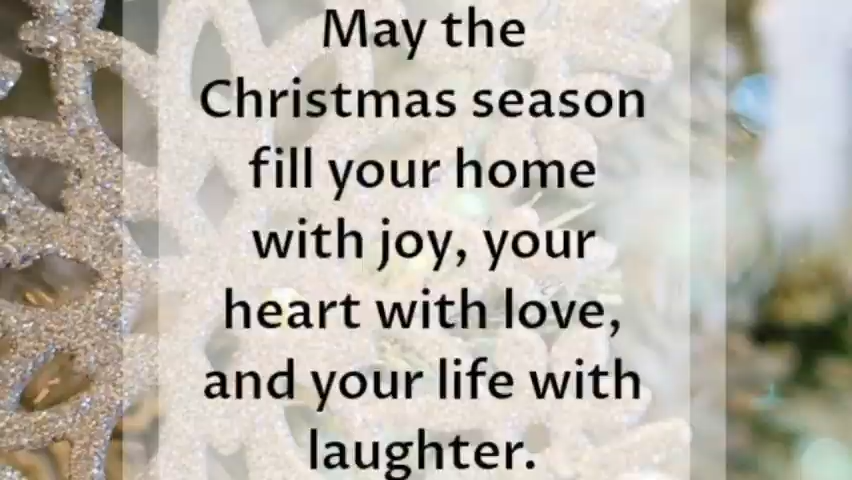 May the
Christmas season
fill your home
with joy, your
heart with love,
and your life with
laughter.